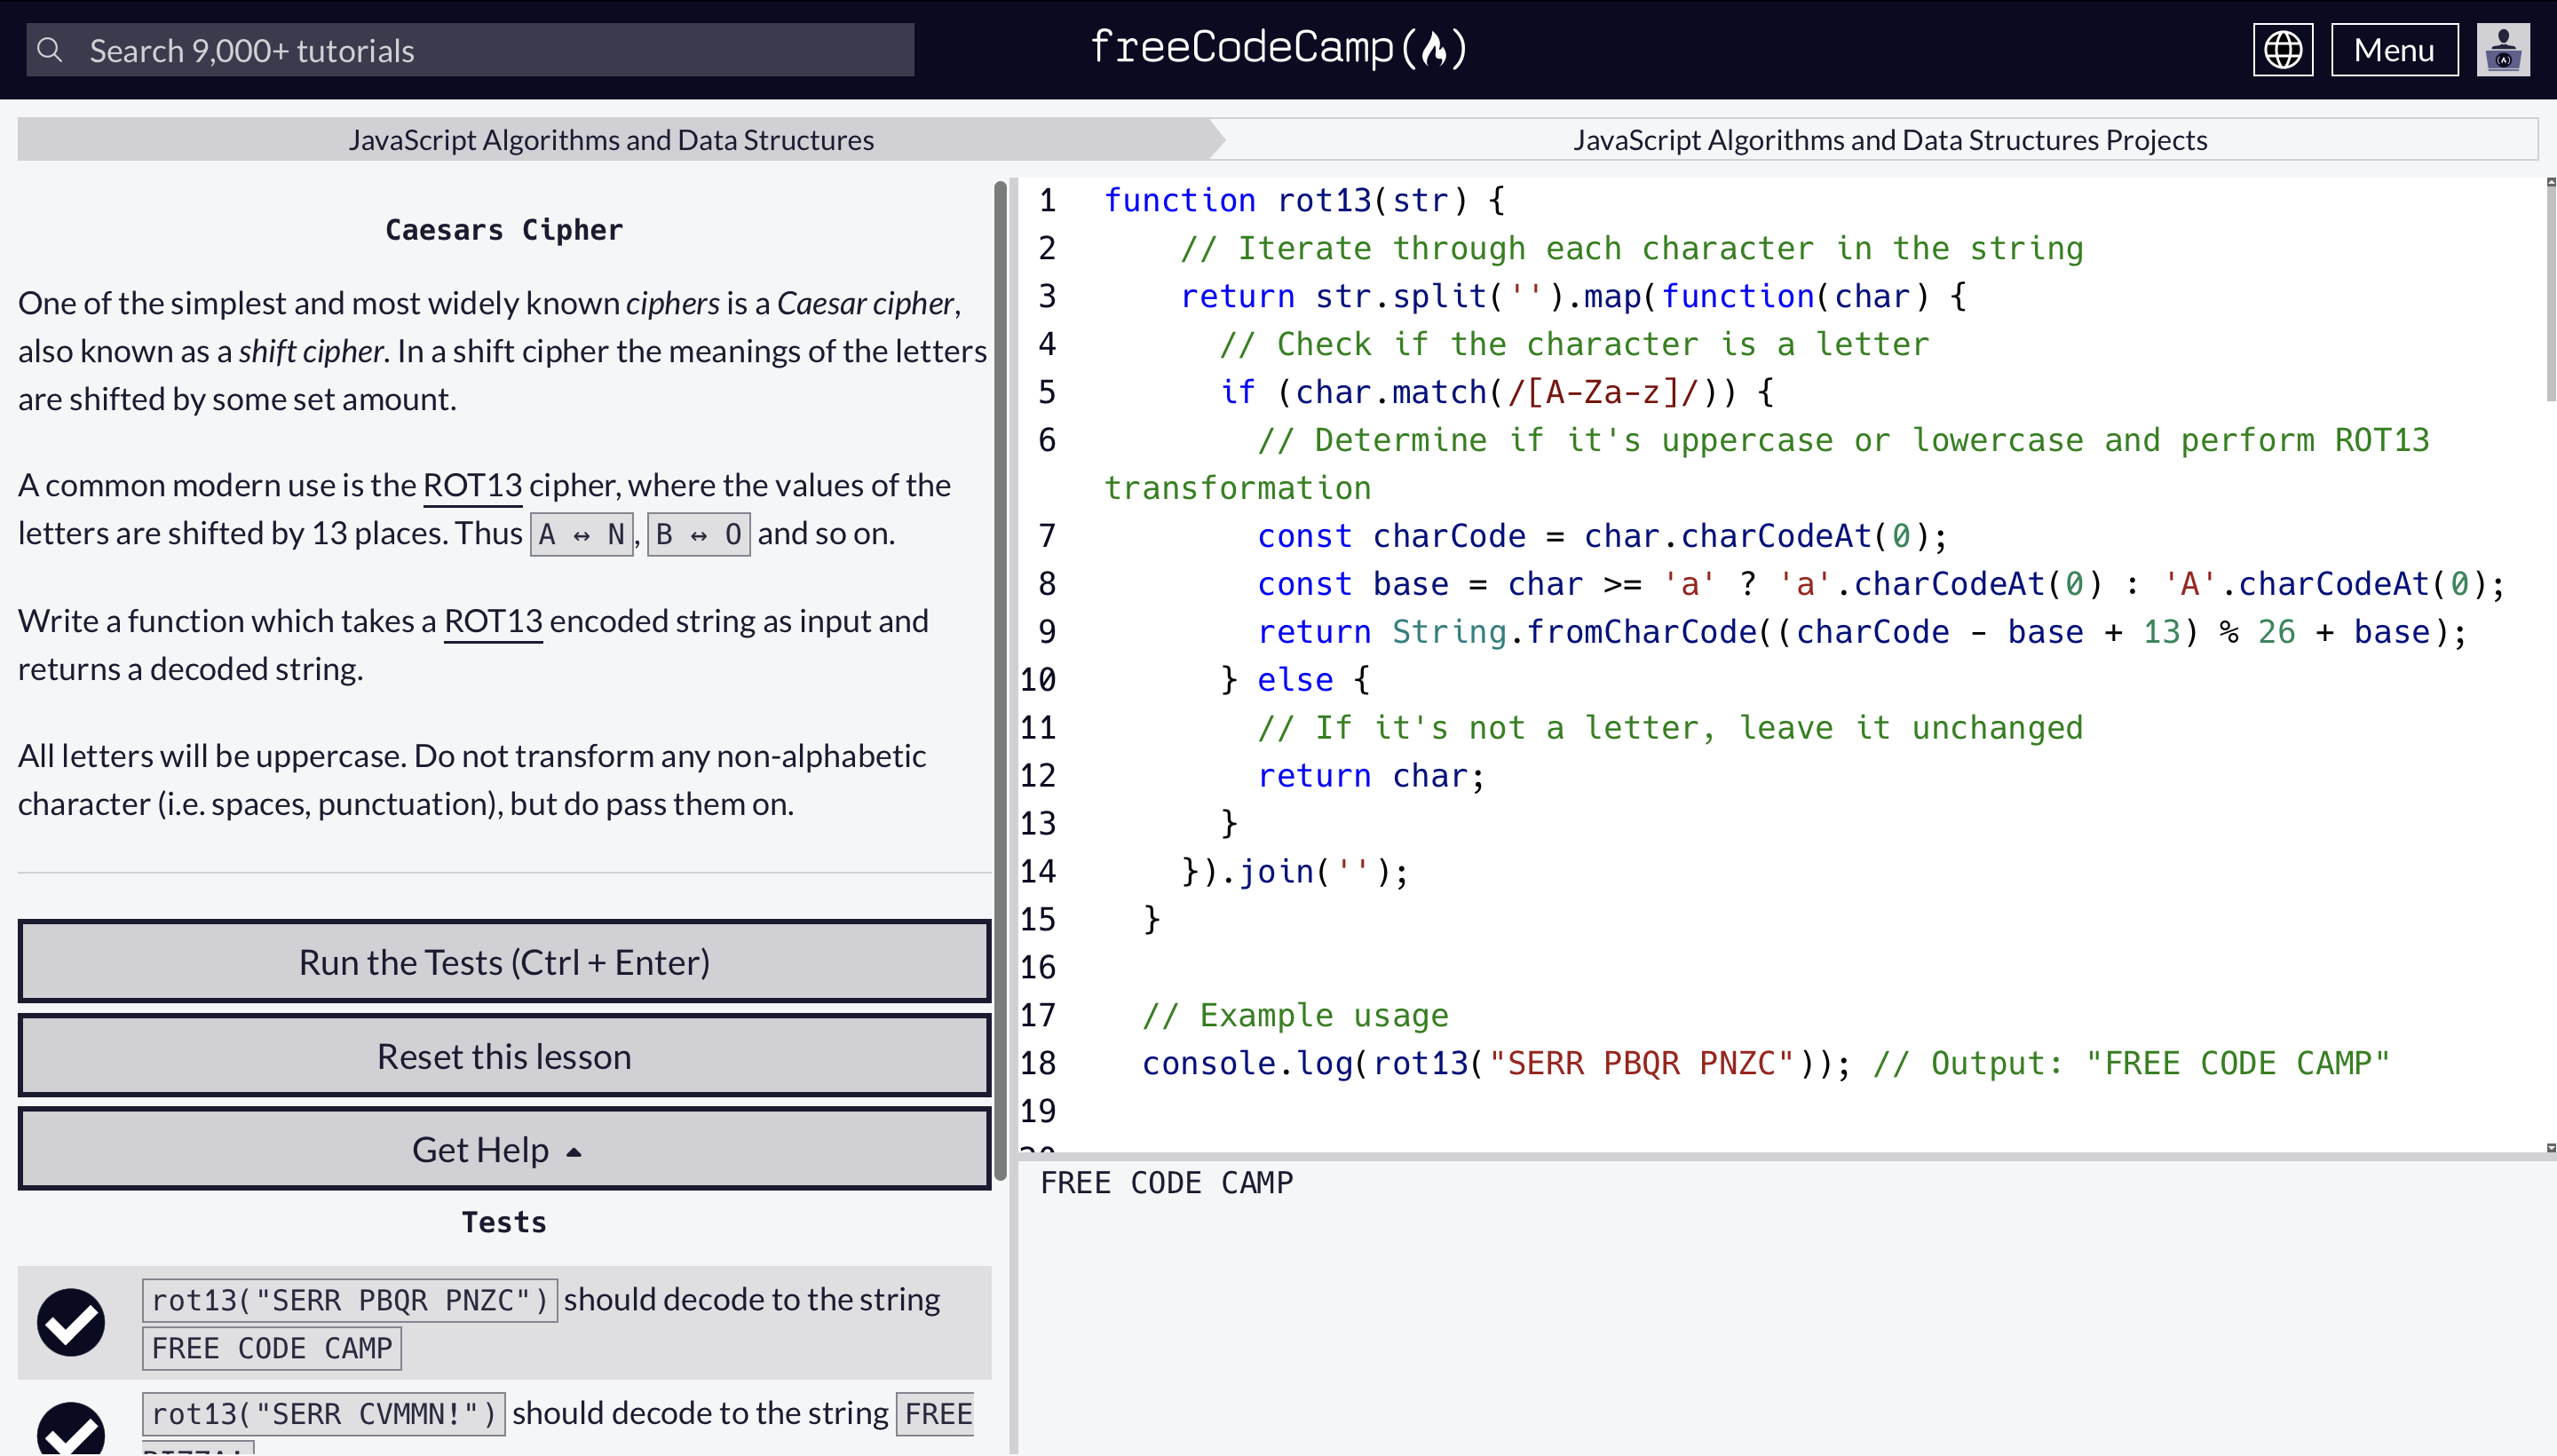 Search 9,000+ tutorials
freeCodeCamp
Menu
JavaScript Algorithms and Data Structures
JavaScript Algorithms and Data Structures Projects
Caesars Cipher
One of the simplest and most widely known ciphers is a Caesar cipher,
also known as a shift cipher. In a shift cipher the meanings of the letters
are shifted by some set amount.
A common modern use is the ROT13 cipher, where the values of the
letters are shifted by 13 places. Thus A ↔ N, B ↔ O and so on.
Write a function which takes a ROT13 encoded string as input and
returns a decoded string.
All letters will be uppercase. Do not transform any non-alphabetic
character (i.e. spaces, punctuation), but do pass them on.
Run the Tests (Ctrl + Enter)
Reset this lesson
Get Help
Tests
rot13("SERR PBQR PNZC") should decode to the string
FREE CODE CAMP
rot13("SERR CVMMN!") should decode to the string FREE
1 function rot13(str) {
2 // Iterate through each character in the string
3 return str.split('').map(function(char) {
4 // Check if the character is a letter
5 if (char.match(/[A-Za-z]/)) {
6 // Determine if it's uppercase or lowercase and perform ROT13
transformation
7 const charCode = char.charCodeAt(0);
8 const base = char >= 'a' ? 'a'.charCodeAt(0) : 'A'.charCodeAt(0);
9 return String.fromCharCode((charCode - base + 13) % 26 + base);
10 } else {
11 // If it's not a letter, leave it unchanged
12 return char;
13 }
14 }).join('');
15 }
16
17 // Example usage
18 console.log(rot13("SERR PBQR PNZC")); // Output: "FREE CODE CAMP"
19
FREE CODE CAMP